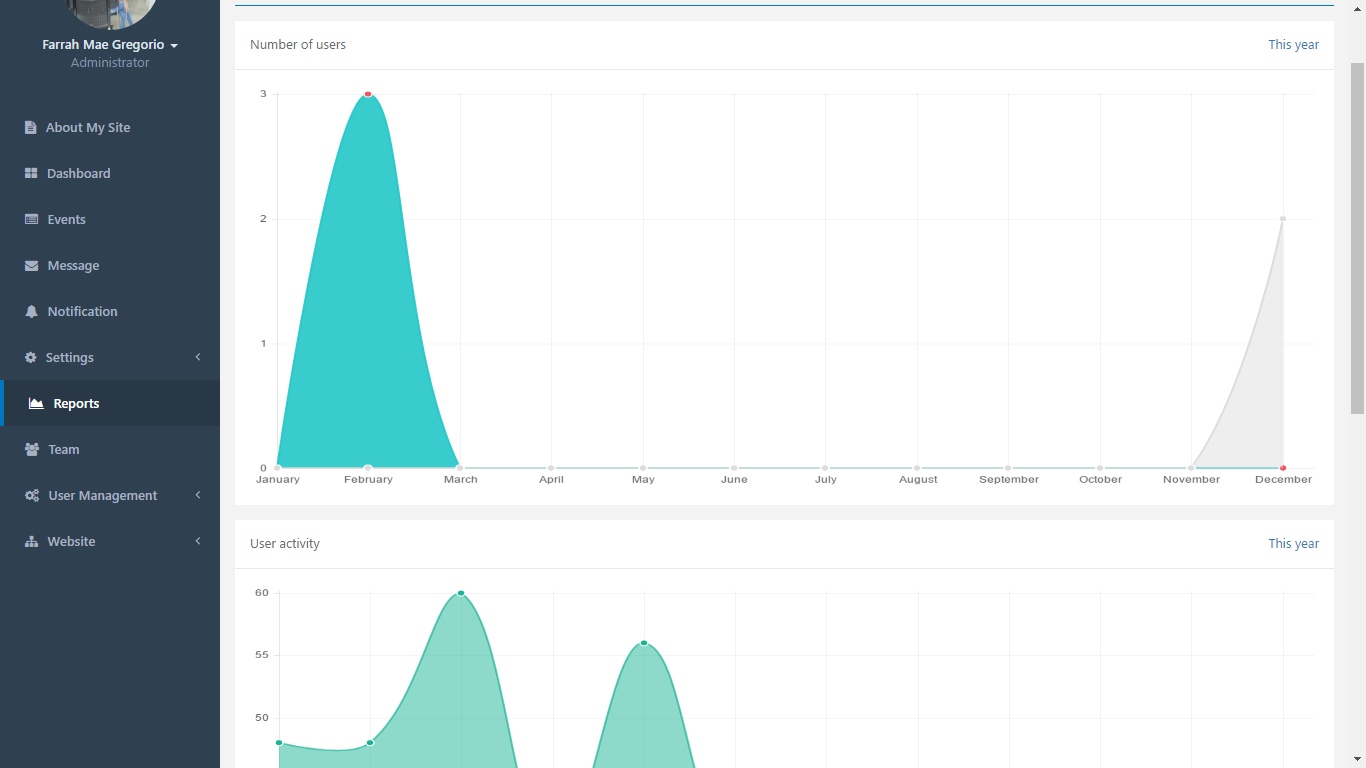 Farrah Mae Gregorio
Administrator
About My Site
Dashboard
Events
Message
Notification
Settings
Reports
Team
User Management
Website
Number of users
This year
3
2
1
0
January February March April May June July August September October November December
User activity
This year
60
55
50